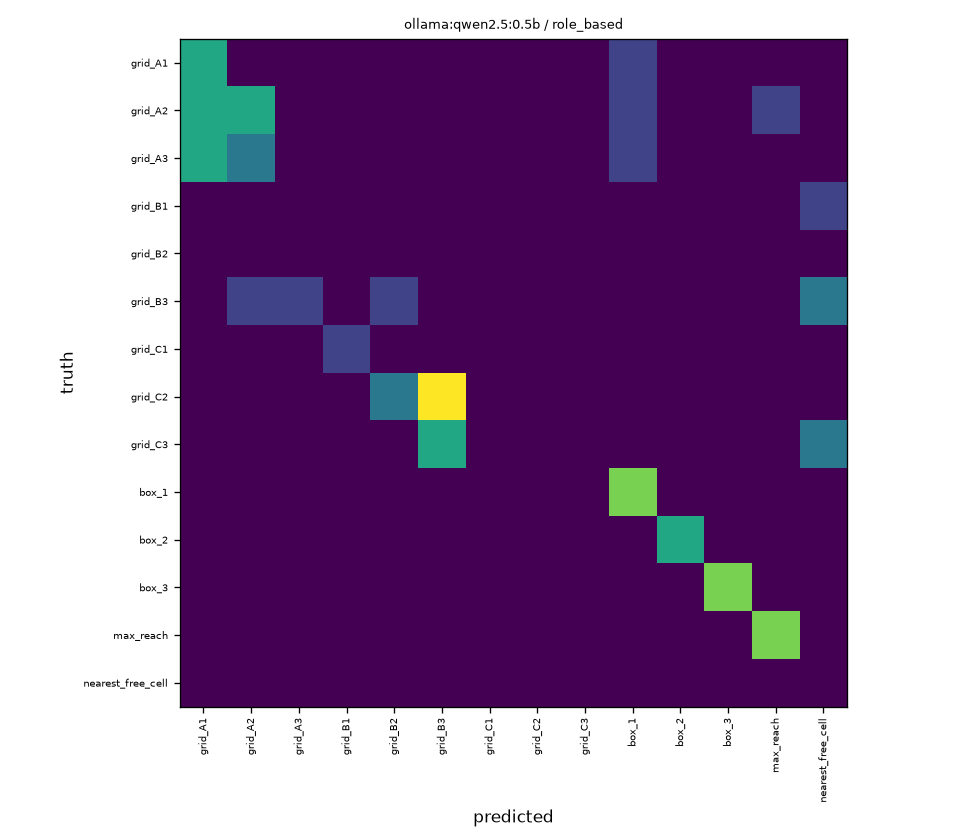 ollama:qwen2.5:0.5b / role_based
truth
grid_A1
grid_A2
grid_A3
grid_B1
grid_B2
grid_B3
grid_C1
grid_C2
grid_C3
box_1
box_2
box_3
max_reach
nearest_free_cell
grid_A1
grid_A2
grid_A3
grid_B1
grid_B2
grid_B3
grid_C1
grid_C2
grid_C3
box_1
box_2
box_3
max_reach
nearest_free_cell
predicted